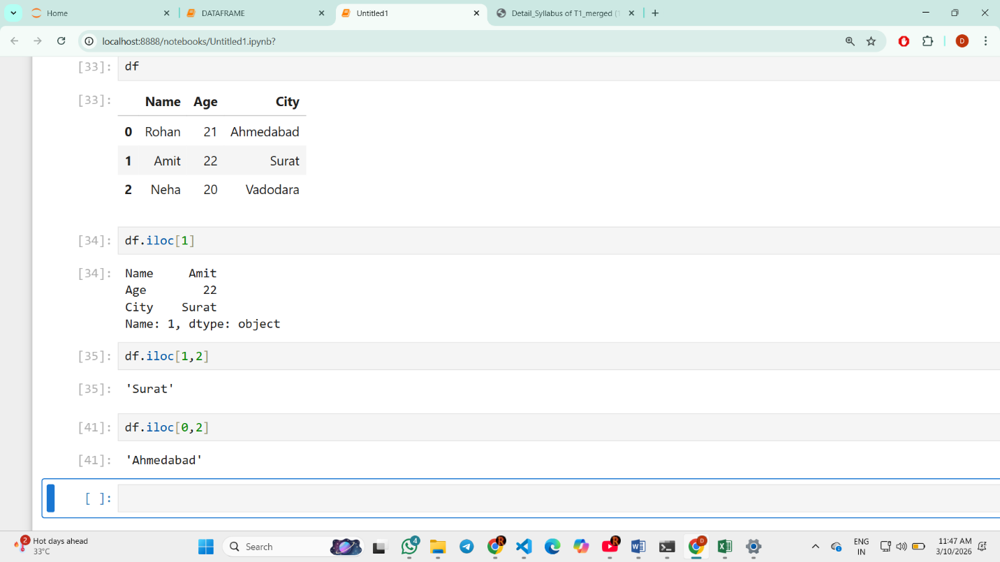 Home
DATAFRAME
Untitled1
Detail_Syllabus of T1_merged (1
localhost:8888/notebooks/Untitled1.ipynb?
D
[33]: df
[33]:
Name Age City
0 Rohan 21 Ahmedabad
1 Amit 22 Surat
2 Neha 20 Vadodara
[34]: df.iloc[1]
[34]: Name Amit
Age 22
City Surat
Name: 1, dtype: object
[35]: df.iloc[1,2]
[35]: 'Surat'
[41]: df.iloc[0,2]
[41]: 'Ahmedabad'
[ ]:
2
Hot days ahead
33°C
Search
4
R
R
D
ENG
IN
11:47 AM
3/10/2026